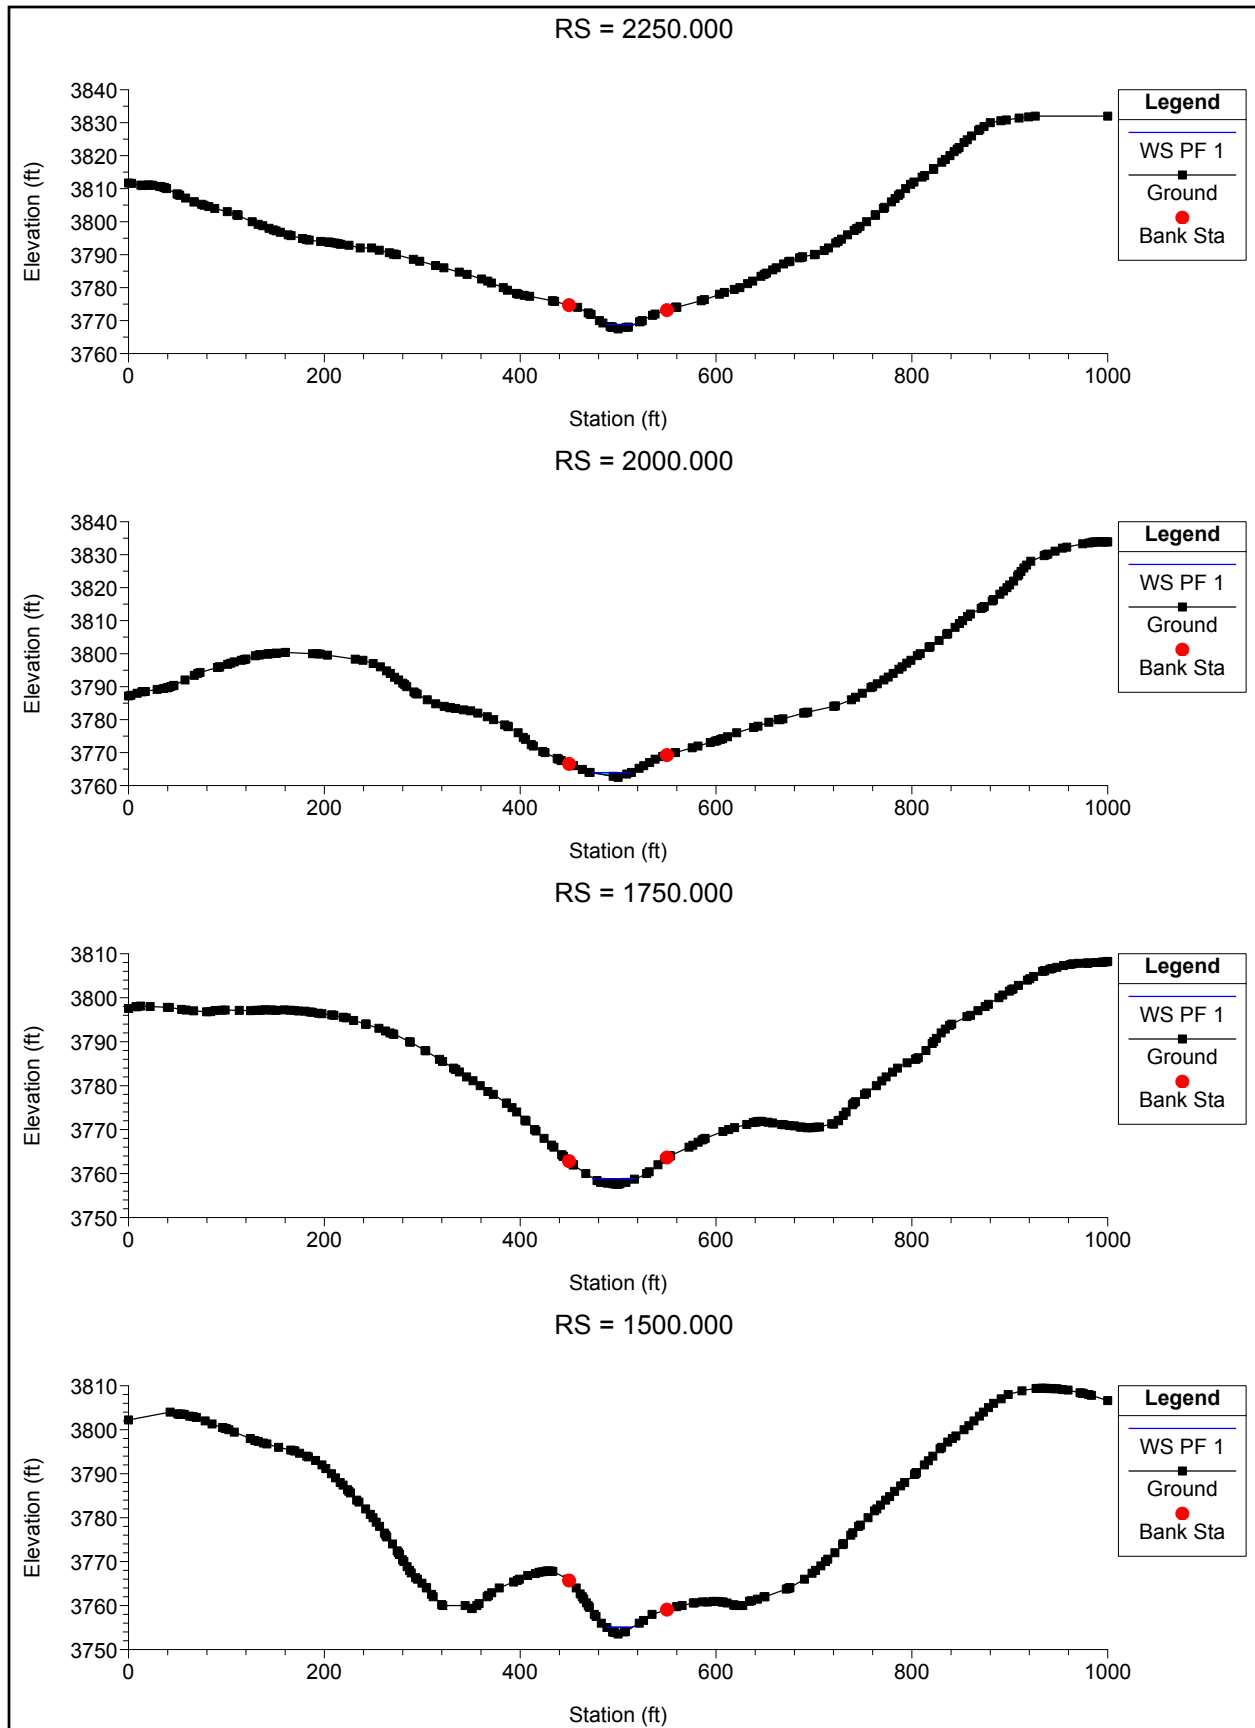 RS = 2250.000
Elevation (ft)
3840
3830
3820
3810
3800
3790
3780
3770
3760
0 200 400 600 800 1000
Station (ft)
Legend
WS PF 1
Ground
Bank Sta
RS = 2000.000
Elevation (ft)
3840
3830
3820
3810
3800
3790
3780
3770
3760
0 200 400 600 800 1000
Station (ft)
Legend
WS PF 1
Ground
Bank Sta
RS = 1750.000
Elevation (ft)
3810
3800
3790
3780
3770
3760
3750
0 200 400 600 800 1000
Station (ft)
Legend
WS PF 1
Ground
Bank Sta
RS = 1500.000
Elevation (ft)
3810
3800
3790
3780
3770
3760
3750
0 200 400 600 800 1000
Station (ft)
Legend
WS PF 1
Ground
Bank Sta